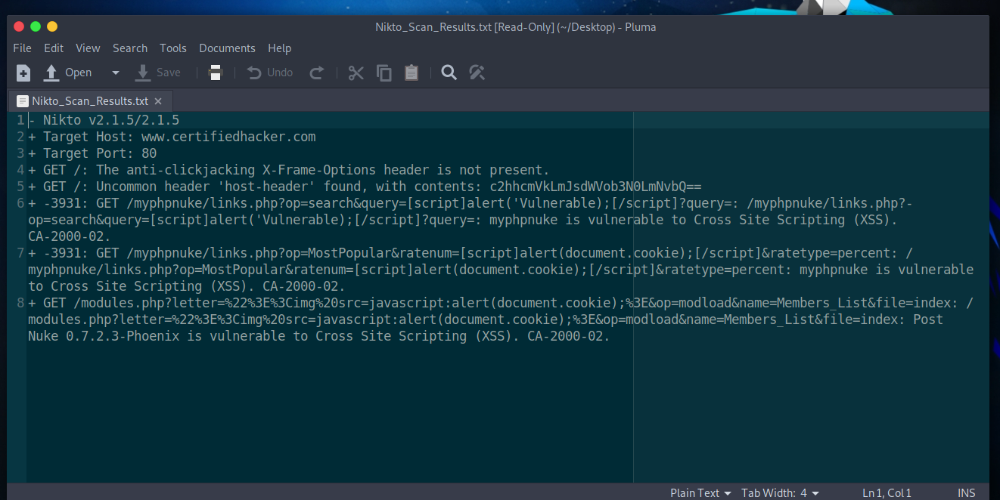 Nikto_Scan_Results.txt [Read-Only] (~/Desktop) - Pluma
File Edit View Search Tools Documents Help
Open Save Undo
Nikto_Scan_Results.txt ×
1 - Nikto v2.1.5/2.1.5
2 + Target Host: www.certifiedhacker.com
3 + Target Port: 80
4 + GET /: The anti-clickjacking X-Frame-Options header is not present.
5 + GET /: Uncommon header 'host-header' found, with contents: c2hhcmVkLmJsdWVob3N0LmNvbQ==
6 + -3931: GET /myphpnuke/links.php?op=search&query=[script]alert('Vulnerable);[/script]?query=: /myphpnuke/links.php?-
op=search&query=[script]alert('Vulnerable);[/script]?query=: myphpnuke is vulnerable to Cross Site Scripting (XSS).
CA-2000-02.
7 + -3931: GET /myphpnuke/links.php?op=MostPopular&ratenum=[script]alert(document.cookie);[/script]&ratetype=percent: /
myphpnuke/links.php?op=MostPopular&ratenum=[script]alert(document.cookie);[/script]&ratetype=percent: myphpnuke is vulnerable
to Cross Site Scripting (XSS). CA-2000-02.
8 + GET /modules.php?letter=%22%3E%3Cimg%20src=javascript:alert(document.cookie);%3E&op=modload&name=Members_List&file=index: /
modules.php?letter=%22%3E%3Cimg%20src=javascript:alert(document.cookie);%3E&op=modload&name=Members_List&file=index: Post
Nuke 0.7.2.3-Phoenix is vulnerable to Cross Site Scripting (XSS). CA-2000-02.
Plain Text Tab Width: 4 Ln 1, Col 1 INS